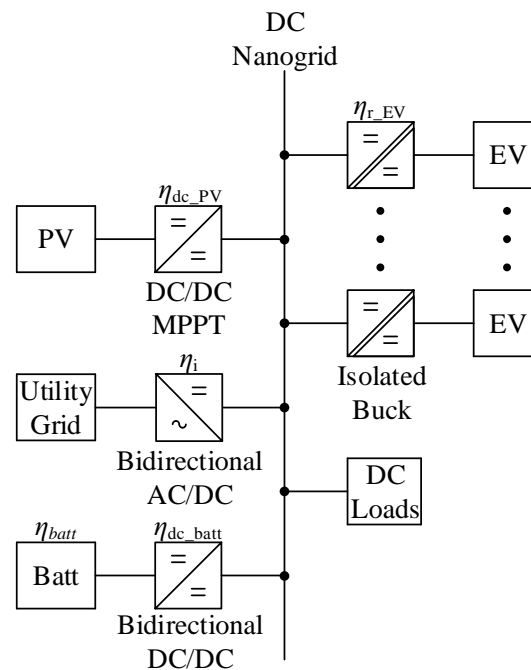 DC
Nanogrid
η_r_EV
EV
η_dc_PV
PV
DC/DC
MPPT
EV
Isolated
Buck
η_i
Utility
Grid
Bidirectional
AC/DC
DC
Loads
η_batt
η_dc_batt
Batt
Bidirectional
DC/DC